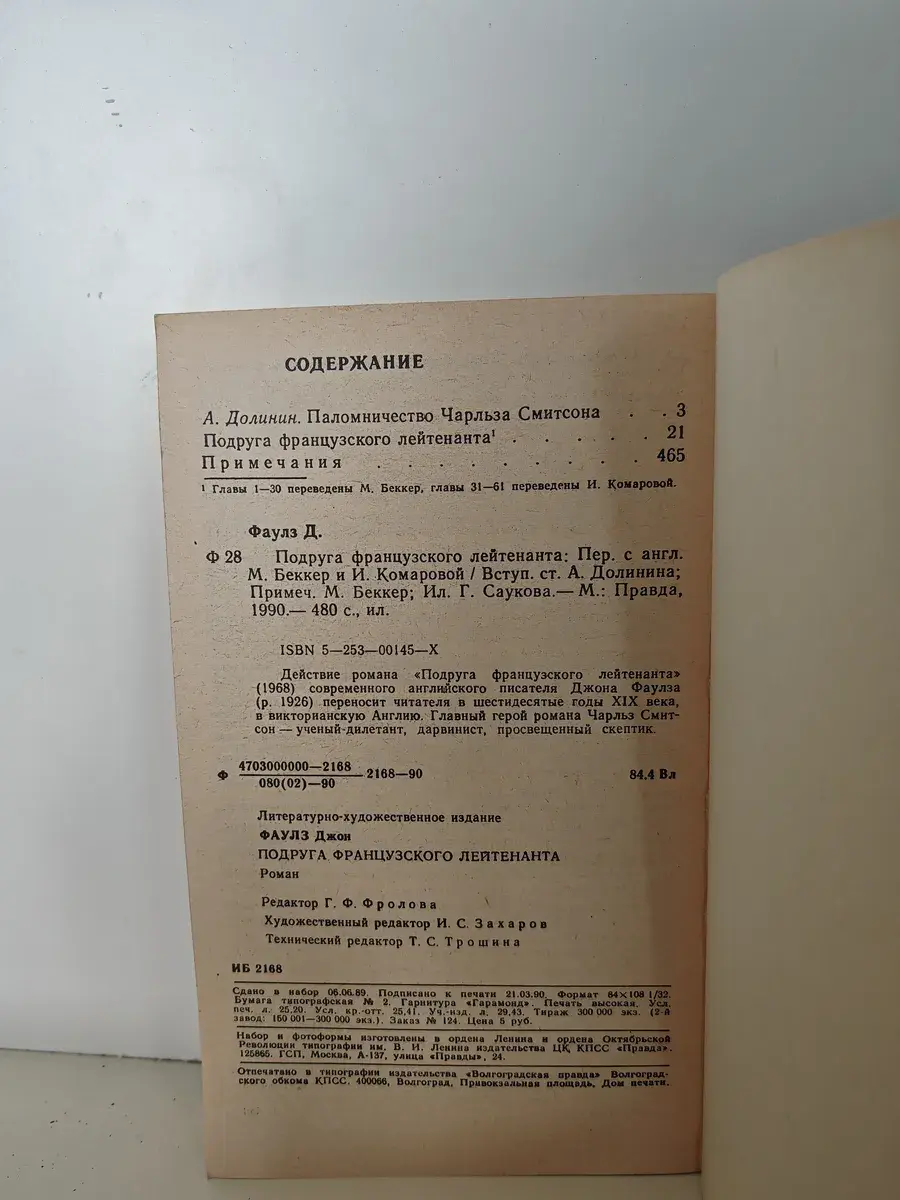 СОДЕРЖАНИЕ
А. Долинин. Паломничество Чарльза Смитсона . . 3
Подруга французского лейтенанта¹ . . . . . 21
Примечания . . . . . . . . 465
¹ Главы 1—30 переведены М. Беккер, главы 31—61 переведены И. Комаровой.
Фаулз Д.
Ф 28 Подруга французского лейтенанта: Пер. с англ.
М. Беккер и И. Комаровой / Вступ. ст. А. Долинина;
Примеч. М. Беккер; Ил. Г. Саукова.— М.: Правда,
1990.— 480 с., ил.
ISBN 5—253—00145—X
Действие романа «Подруга французского лейтенанта»
(1968) современного английского писателя Джона Фаулза
(р. 1926) переносит читателя в шестидесятые годы XIX века,
в викторианскую Англию. Главный герой романа Чарльз Смит-
сон — ученый-дилетант, дарвинист, просвещенный скептик.
Ф 4703000000—2168
080(02)—90 2168—90 84.4 Вл
Литературно-художественное издание
ФАУЛЗ Джон
ПОДРУГА ФРАНЦУЗСКОГО ЛЕЙТЕНАНТА
Роман
Редактор Г. Ф. Фролова
Художественный редактор И. С. Захаров
Технический редактор Т. С. Трошина
ИБ 2168
Сдано в набор 06.06.89. Подписано к печати 21.03.90. Формат 84×108 1/32.
Бумага типографская № 2. Гарнитура «Гарамонд». Печать высокая. Усл.
печ. л. 25,20. Усл. кр.-отт. 25,41. Уч.-изд. л. 29,43. Тираж 300 000 экз. (2-й
завод: 150 001—300 000 экз.). Заказ № 124. Цена 5 руб.
Набор и фотоформы изготовлены в ордена Ленина и ордена Октябрьской
Революции типографии им. В. И. Ленина издательства ЦК КПСС «Правда».
125865. ГСП, Москва, А-137, улица «Правды», 24.
Отпечатано в типографии издательства «Волгоградская правда» Волгоград-
ского обкома КПСС. 400066, Волгоград, Привокзальная площадь, Дом печати.